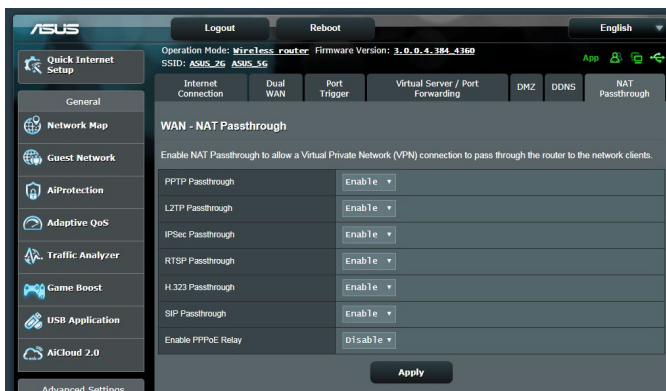 ASUS
Logout
Reboot
English
Operation Mode: Wireless router Firmware Version: 3.0.0.4.384_4360
SSID: ASUS_2G ASUS_5G
App
Quick Internet
Setup
General
Network Map
Guest Network
AiProtection
Adaptive QoS
Traffic Analyzer
Game Boost
USB Application
AiCloud 2.0
Advanced Settings
Internet
Connection
Dual
WAN
Port
Trigger
Virtual Server / Port
Forwarding
DMZ
DDNS
NAT
Passthrough
WAN - NAT Passthrough
Enable NAT Passthrough to allow a Virtual Private Network (VPN) connection to pass through the router to the network clients.
PPTP Passthrough Enable
L2TP Passthrough Enable
IPSec Passthrough Enable
RTSP Passthrough Enable
H.323 Passthrough Enable
SIP Passthrough Enable
Enable PPPoE Relay Disable
Apply